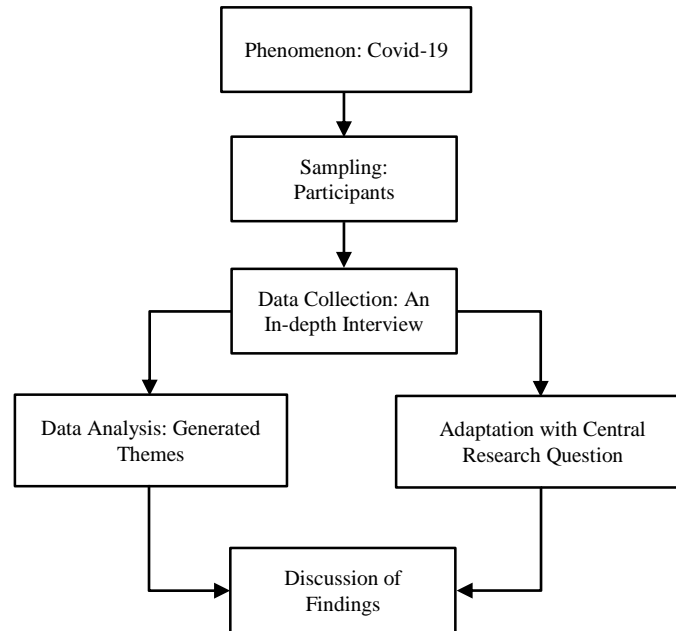 Phenomenon: Covid-19
Sampling:
Participants
Data Collection: An
In-depth Interview
Data Analysis: Generated
Themes
Adaptation with Central
Research Question
Discussion of
Findings